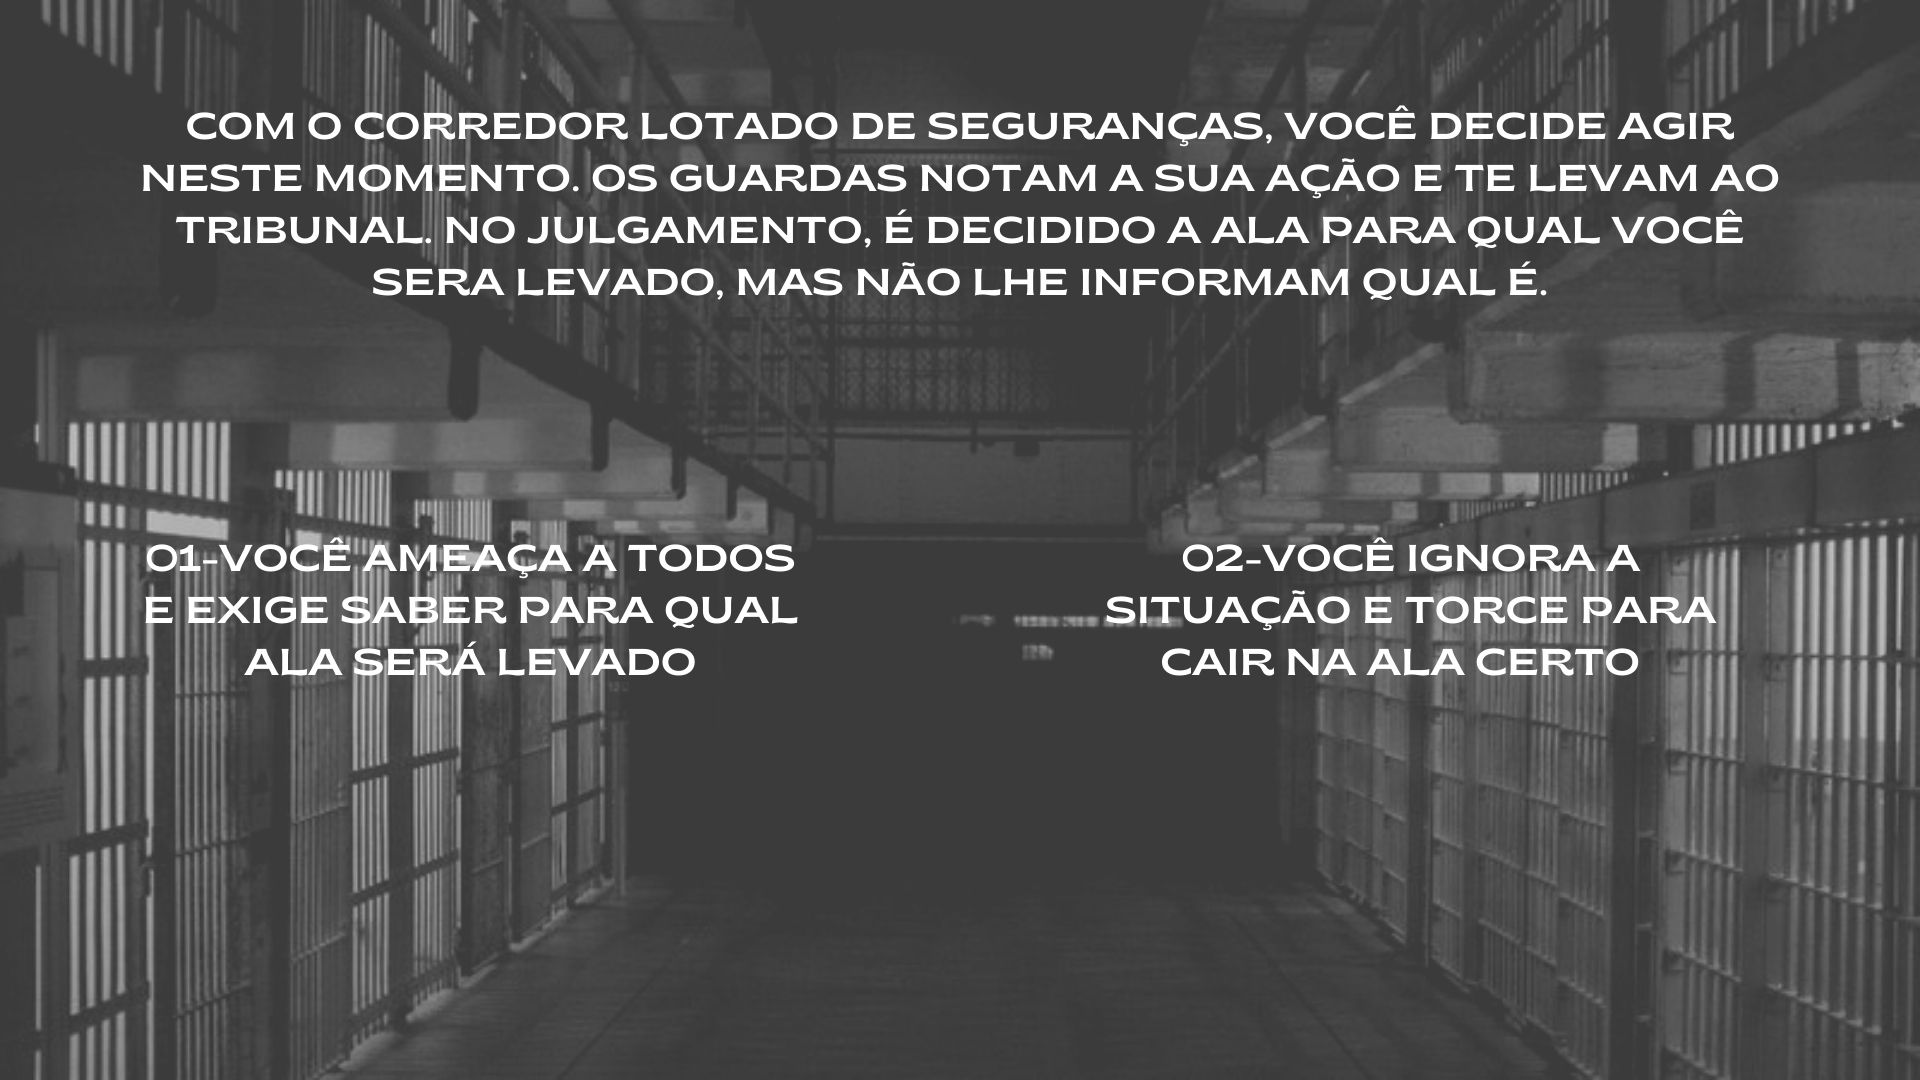 COM O CORREDOR LOTADO DE SEGURANÇAS, VOCÊ DECIDE AGIR
NESTE MOMENTO. OS GUARDAS NOTAM A SUA AÇÃO E TE LEVAM AO
TRIBUNAL. NO JULGAMENTO, É DECIDIDO A ALA PARA QUAL VOCÊ
SERA LEVADO, MAS NÃO LHE INFORMAM QUAL É.
01-VOCÊ AMEAÇA A TODOS
E EXIGE SABER PARA QUAL
ALA SERÁ LEVADO
02-VOCÊ IGNORA A
SITUAÇÃO E TORCE PARA
CAIR NA ALA CERTO